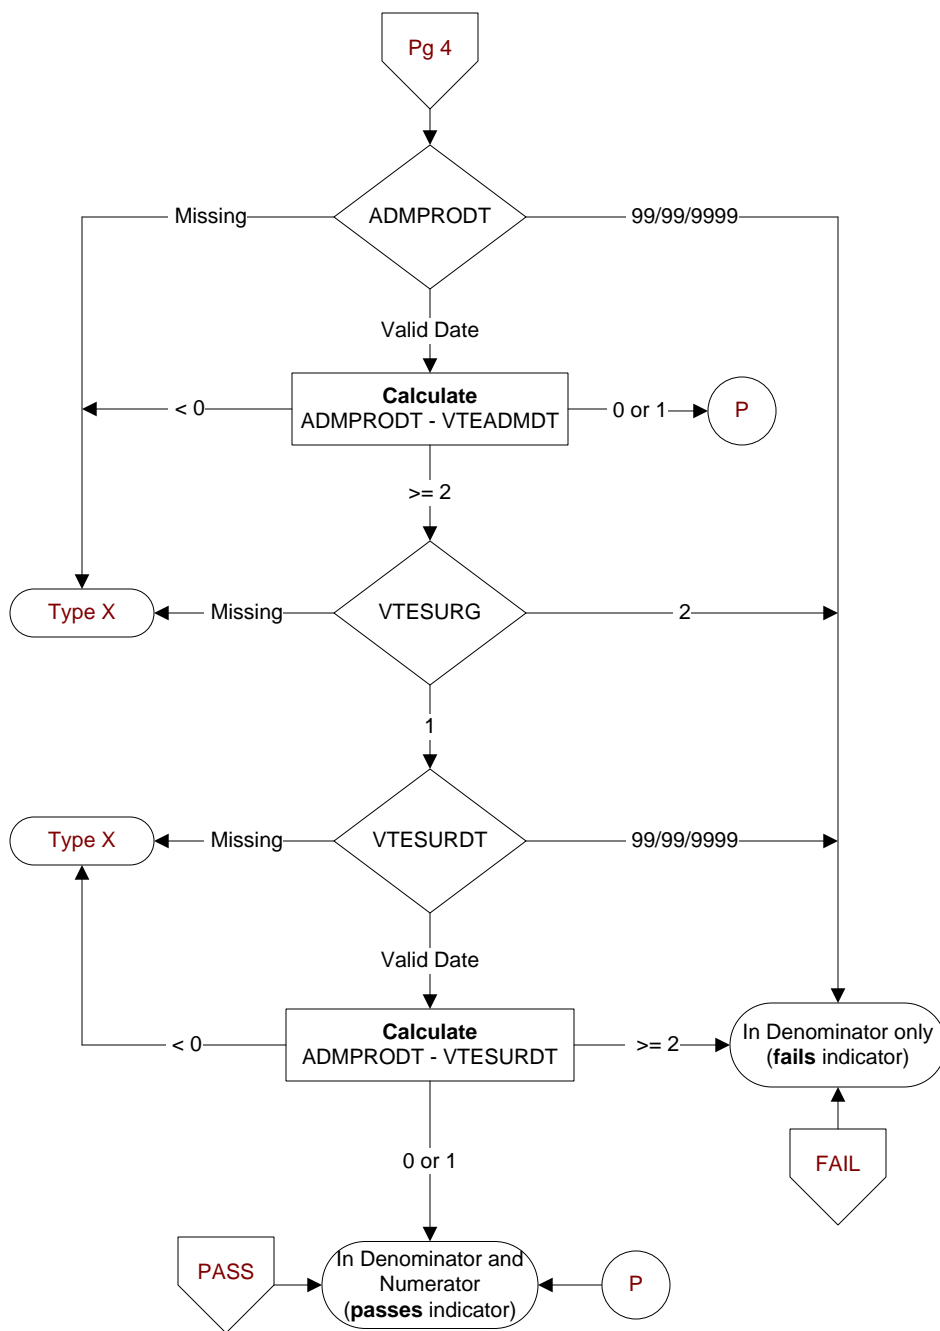 Pg 4
ADMPRODT
Missing
99/99/9999
Valid Date
Calculate
ADMPRODT - VTEADMDT
< 0
0 or 1
P
>= 2
VTESURG
Type X
Missing
2
1
VTESURDT
Type X
Missing
99/99/9999
Valid Date
Calculate
ADMPRODT - VTESURDT
< 0
>= 2
In Denominator only
(fails indicator)
0 or 1
FAIL
PASS
In Denominator and
Numerator
(passes indicator)
P